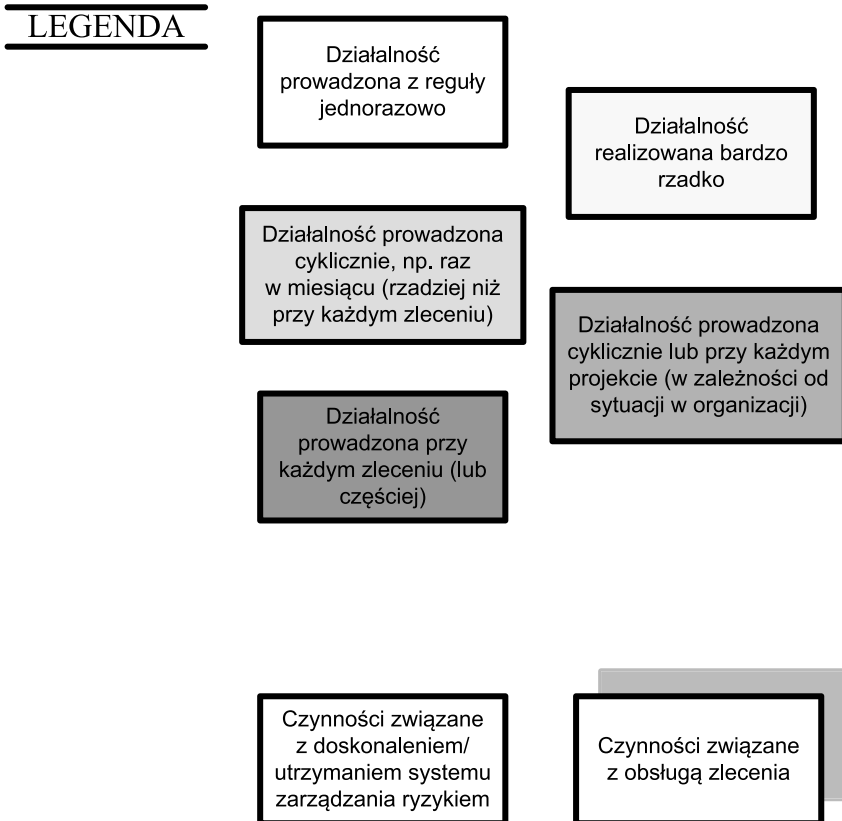 LEGENDA
Działalność
prowadzona z reguły
jednorazowo
Działalność
realizowana bardzo
rzadko
Działalność prowadzona
cyklicznie, np. raz
w miesiącu (rzadziej niż
przy każdym zleceniu)
Działalność prowadzona
cyklicznie lub przy każdym
projekcie (w zależności od
sytuacji w organizacji)
Działalność
prowadzona przy
każdym zleceniu (lub
częściej)
Czynności związane
z doskonaleniem/
utrzymaniem systemu
zarządzania ryzykiem
Czynności związane
z obsługą zlecenia